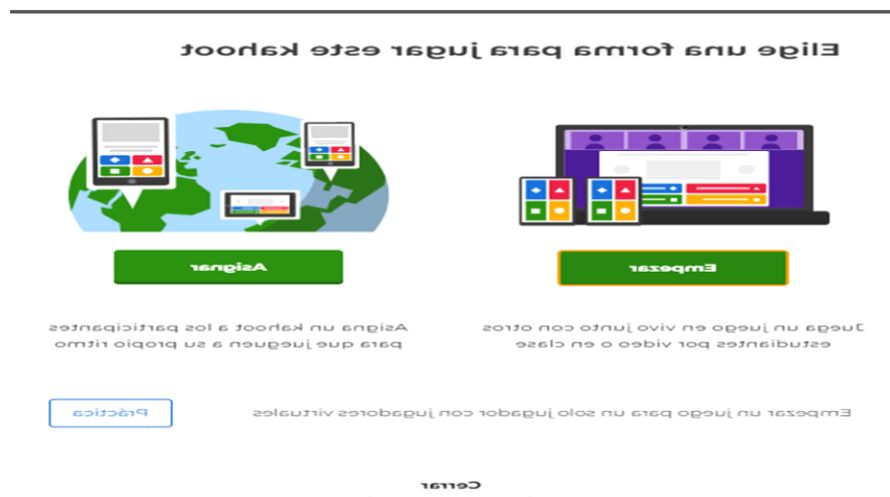 Elige una forma para jugar este kahoot
Empezar
Juega un juego en vivo junto con otros
estudiantes por video o en clase
Asignar
Asigna un kahoot a los participantes
para que jueguen a su propio ritmo
Empezar un juego para un solo jugador con jugadores virtuales
Práctica
Cerrar